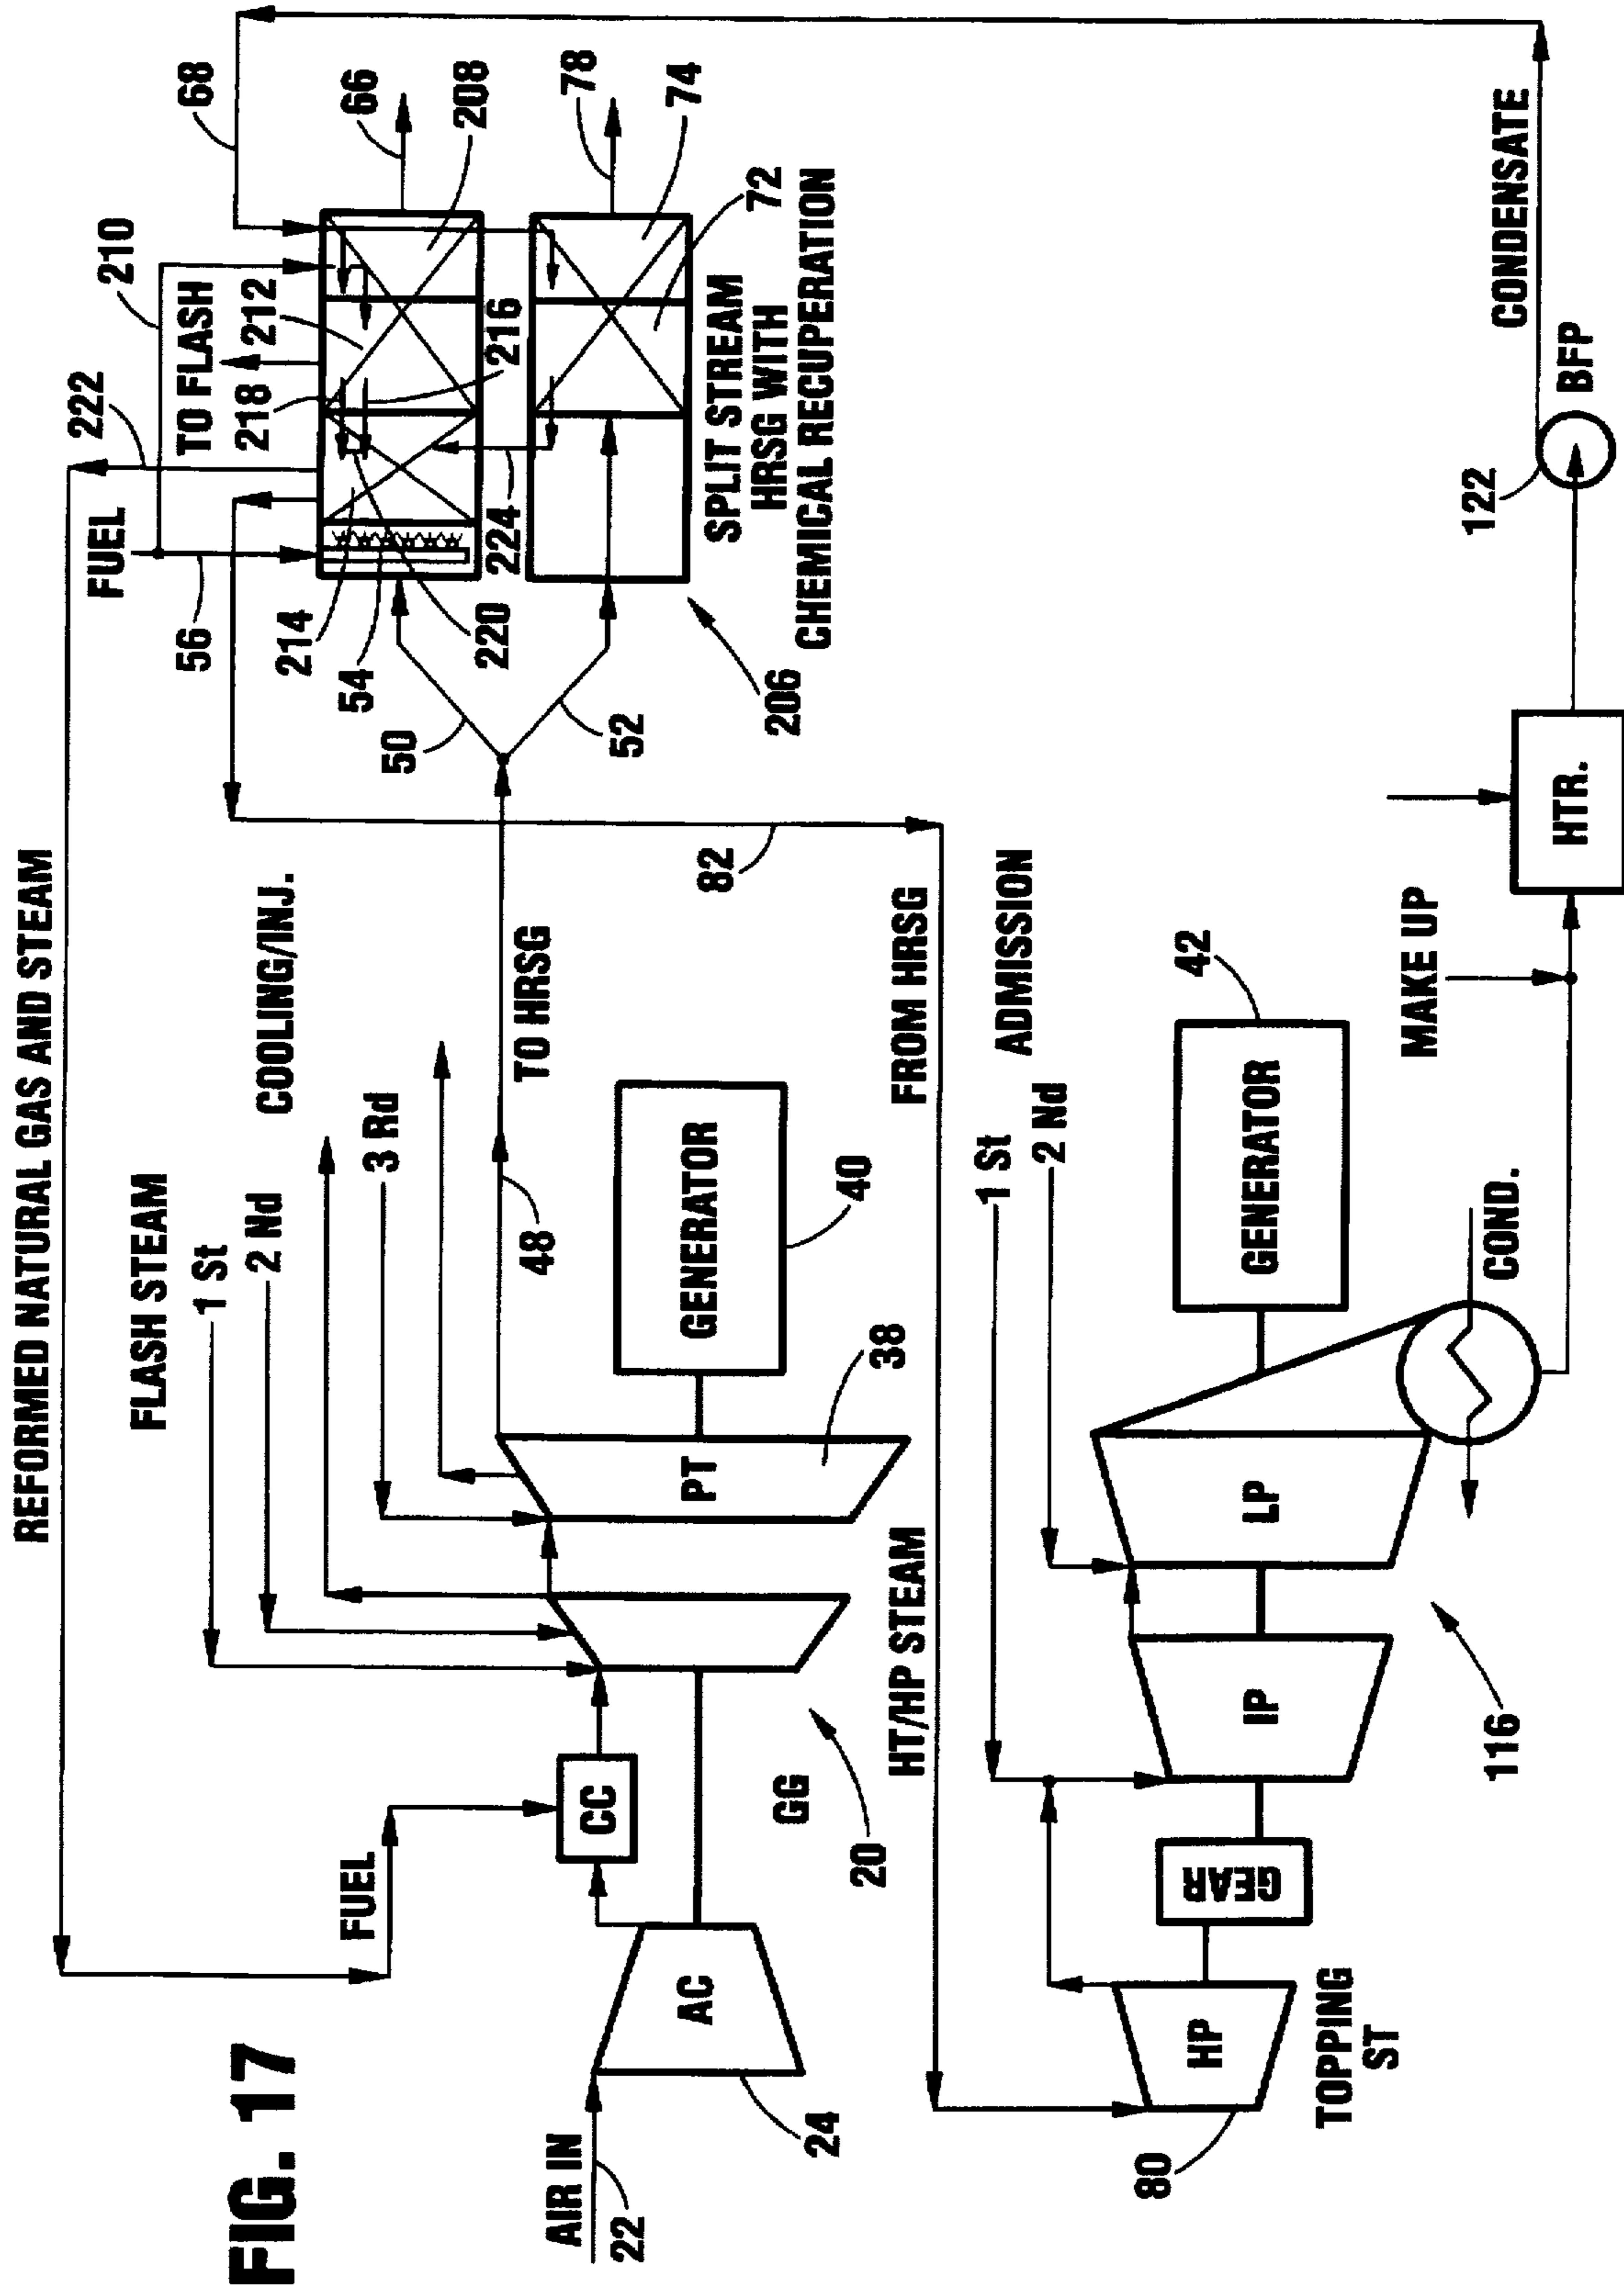 FIG. 17
REFORMED NATURAL GAS AND STEAM
68
210
222
TO FLASH
66
208
FUEL
218
212
56
216
78
214
74
54
220
224
72
50
52
206
SPLIT STREAM
HRSG WITH
CHEMICAL RECUPERATION
FLASH STEAM
1 St
2 Nd
COOLING/INJ.
3 Rd
FUEL
48
TO HRSG
82
AIR IN
22
AC
24
CC
GG
20
PT
38
GENERATOR
40
HT/HP STEAM
FROM HRSG
1 St
2 Nd
ADMISSION
HP
80
TOPPING
ST
GEAR
IP
LP
116
GENERATOR
42
COND.
MAKE UP
HTR.
122
BFP
CONDENSATE